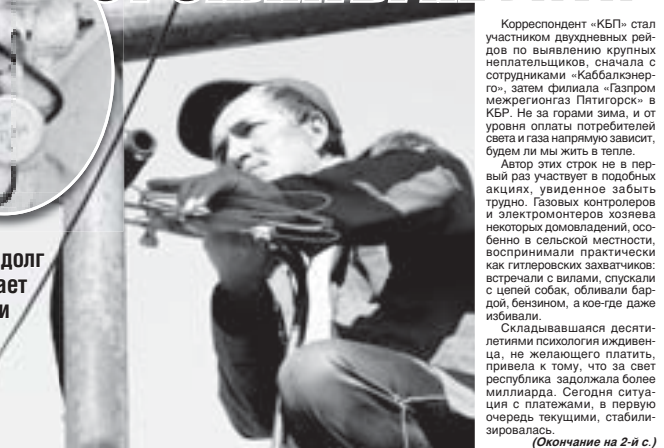 долг
ает
и
Корреспондент «КБП» стал
участником двухдневных рей-
дов по выявлению крупных
неплательщиков, сначала с
сотрудниками «Каббалкэнер-
го», затем филиала «Газпром
межрегионгаз Пятигорск» в
КБР. Не за горами зима, и от
уровня оплаты потребителей
света и газа напрямую зависит,
будем ли мы жить в тепле.
Автор этих строк не в пер-
вый раз участвует в подобных
акциях, увиденное забыть
трудно. Газовых контролеров
и электромонтеров хозяева
некоторых домовладений, осо-
бенно в сельской местности,
воспринимали практически
как гитлеровских захватчиков:
встречали с вилами, спускали
с цепей собак, обливали бар-
дой, бензином, а кое-где даже
избивали.
Складывавшаяся десяти-
летиями психология иждивен-
ца, не желающего платить,
привела к тому, что за свет
республика задолжала более
миллиарда. Сегодня ситуа-
ция с платежами, в первую
очередь текущими, стабили-
зировалась.
(Окончание на 2-й с.)